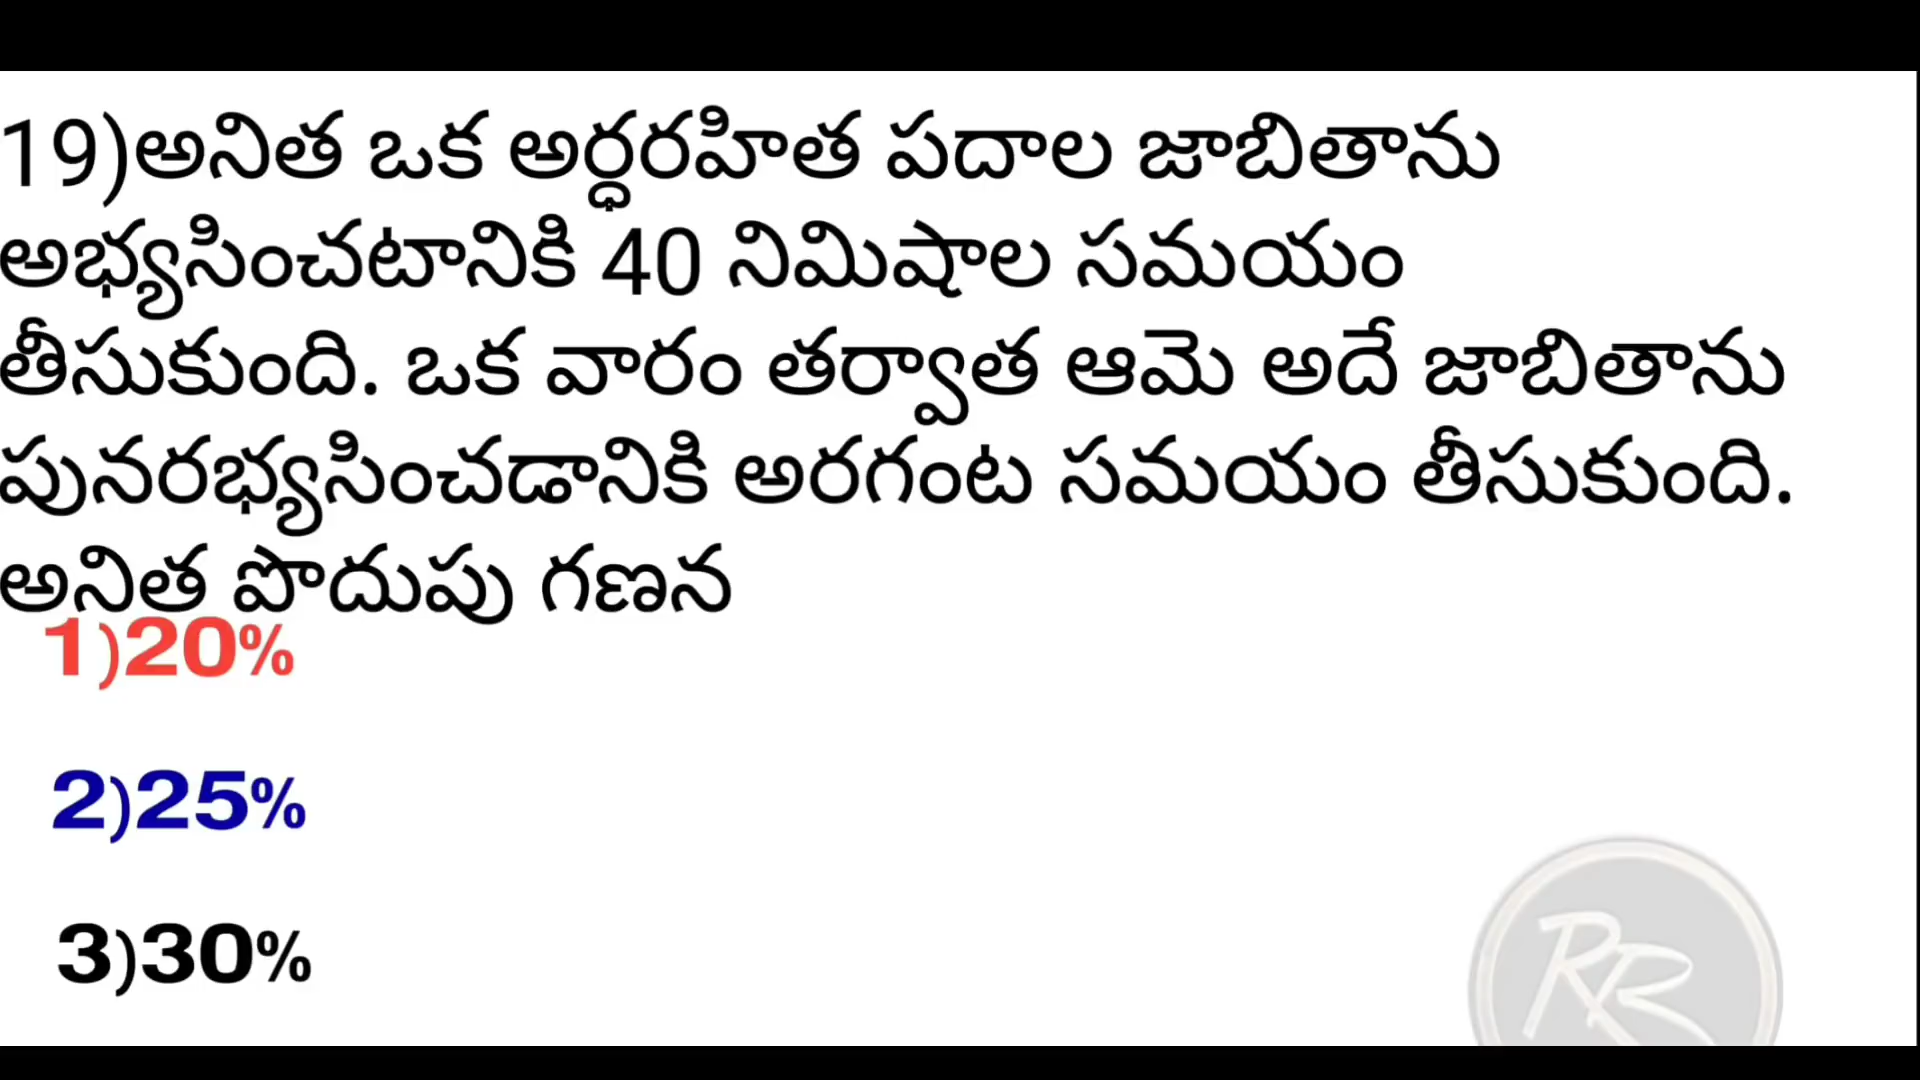 19)అనిత ఒక అర్ధరహిత పదాల జాబితాను
అభ్యసించటానికి 40 నిమిషాల సమయం
తీసుకుంది. ఒక వారం తర్వాత ఆమె అదే జాబితాను
పునరభ్యసించడానికి అరగంట సమయం తీసుకుంది.
అనిత పొదుపు గణన
1)20%
2)25%
3)30%
RR